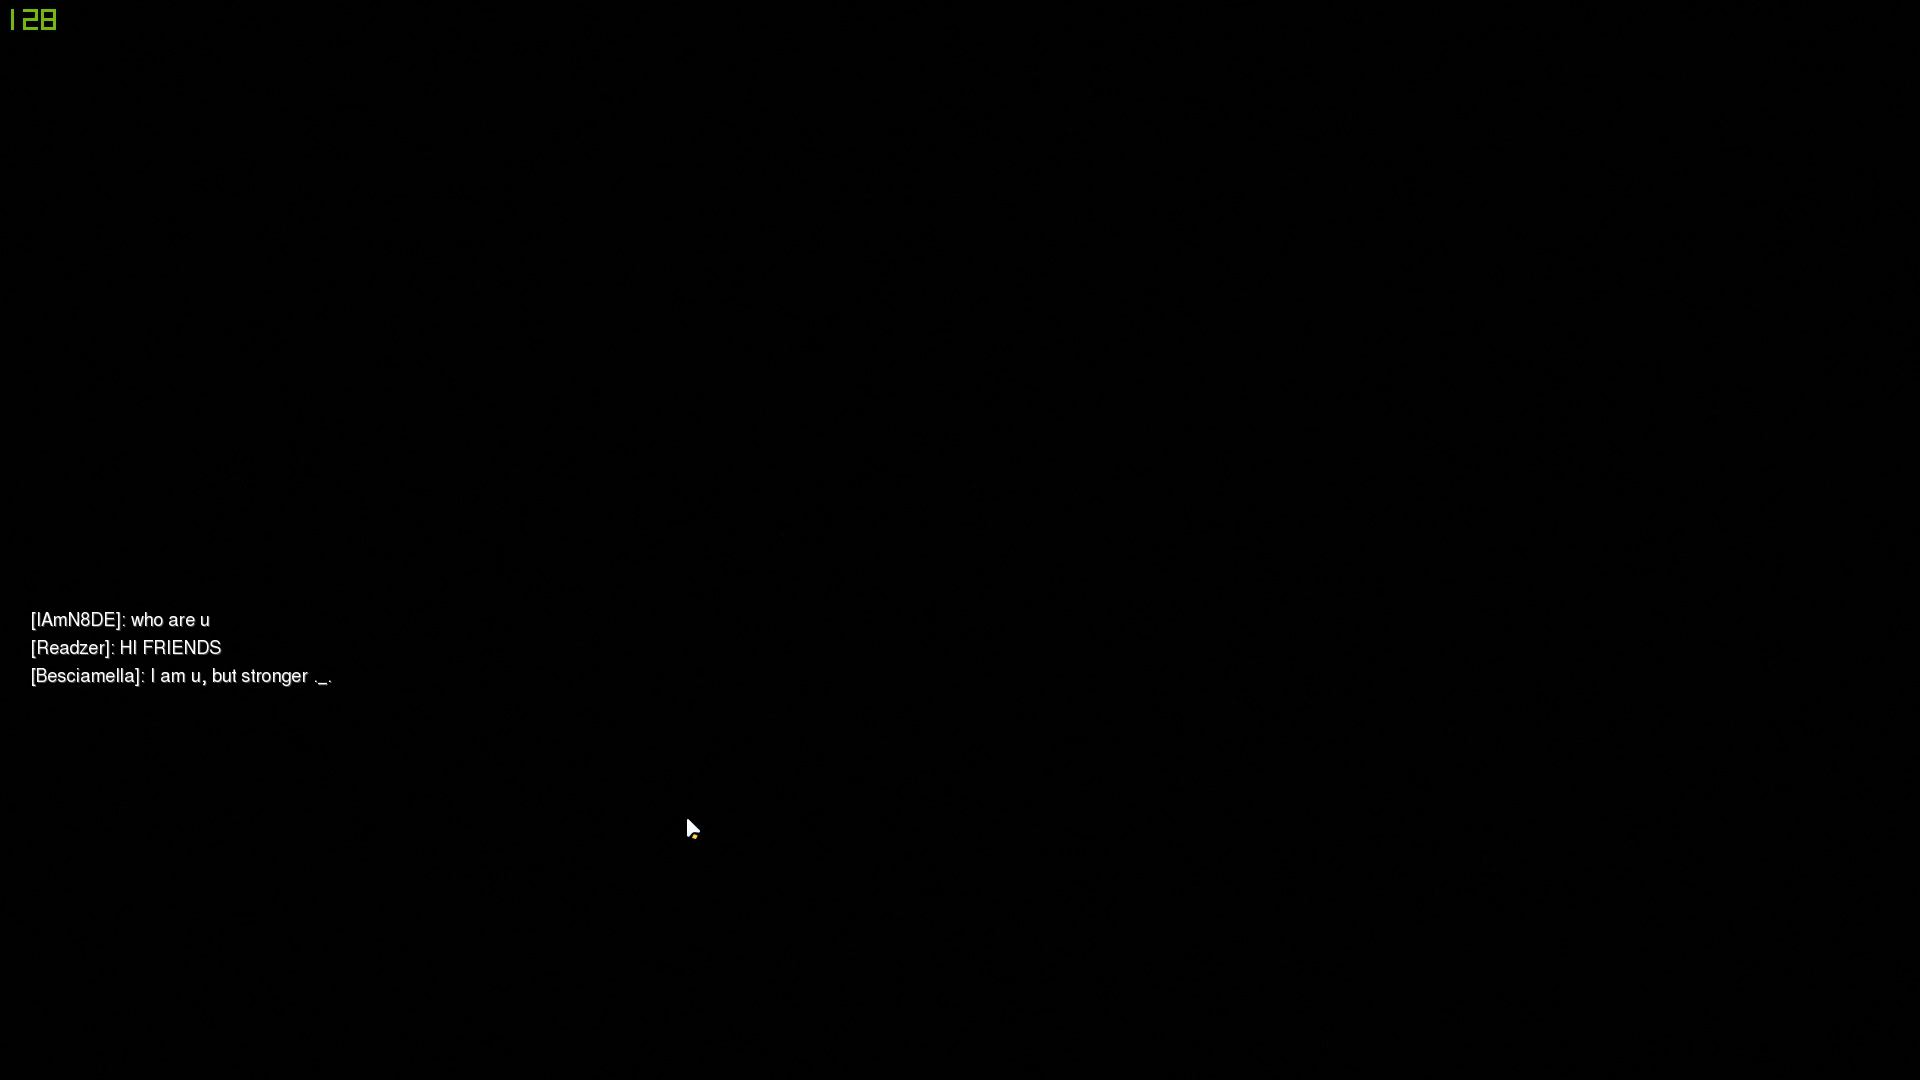 128
[IAmN8DE]: who are u
[Readzer]: HI FRIENDS
[Besciamella]: I am u, but stronger ._.